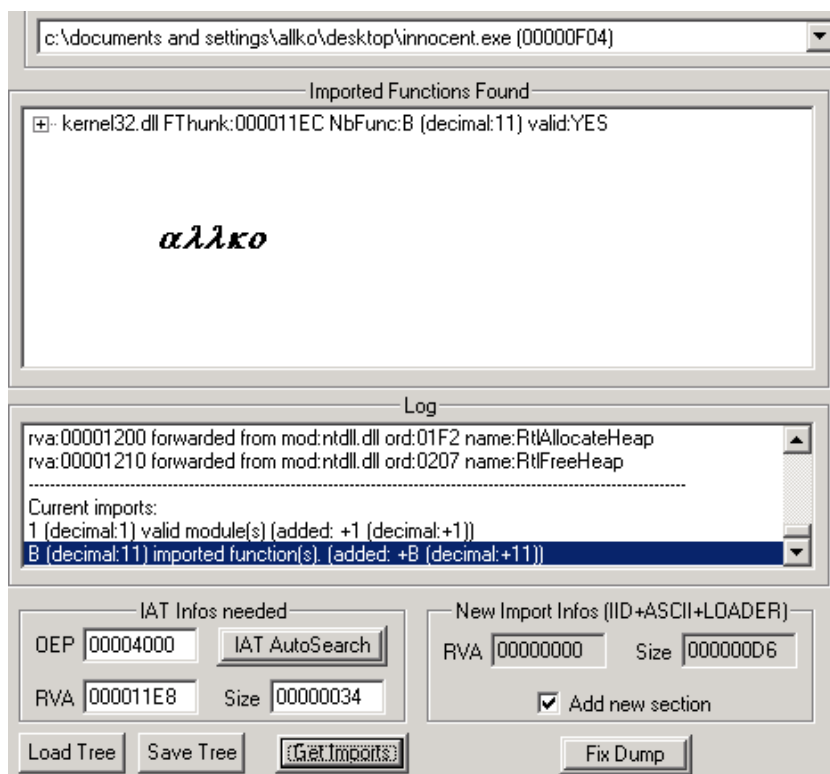 c:\documents and settings\allko\desktop\innocent.exe (00000F04)
Imported Functions Found
kernel32.dll FThunk:000011EC NbFunc:B (decimal:11) valid:YES
αλλκο
Log
rva:00001200 forwarded from mod:ntdll.dll ord:01F2 name:RtlAllocateHeap
rva:00001210 forwarded from mod:ntdll.dll ord:0207 name:RtlFreeHeap
Current imports:
1 (decimal:1) valid module(s) (added: +1 (decimal:+1))
B (decimal:11) imported function(s). (added: +B (decimal:+11))
IAT Infos needed
OEP 00004000 IAT AutoSearch
RVA 000011E8 Size 00000034
New Import Infos (IID+ASCII+LOADER)
RVA 00000000 Size 000000D6
Add new section
Load Tree Save Tree Get Imports Fix Dump